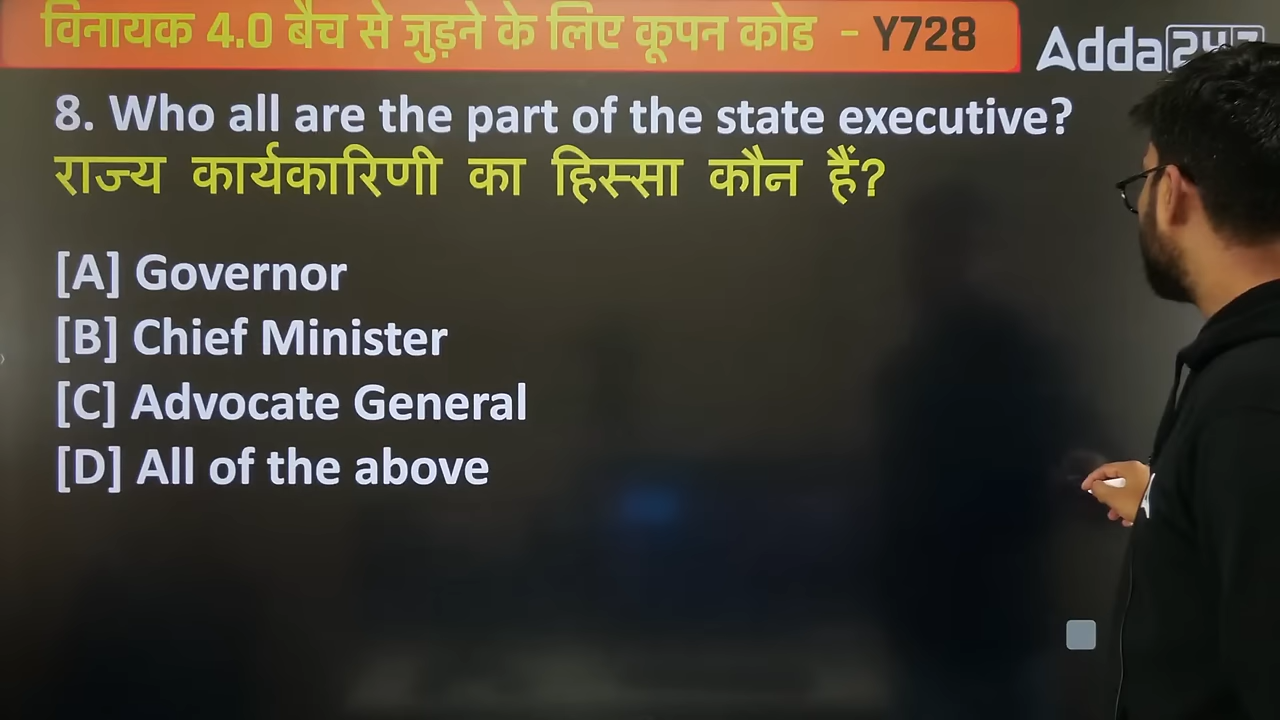 विनायक 4.0 बैच से जुड़ने के लिए कूपन कोड - Y728
Adda247
8. Who all are the part of the state executive?
राज्य कार्यकारिणी का हिस्सा कौन हैं?
[A] Governor
[B] Chief Minister
[C] Advocate General
[D] All of the above